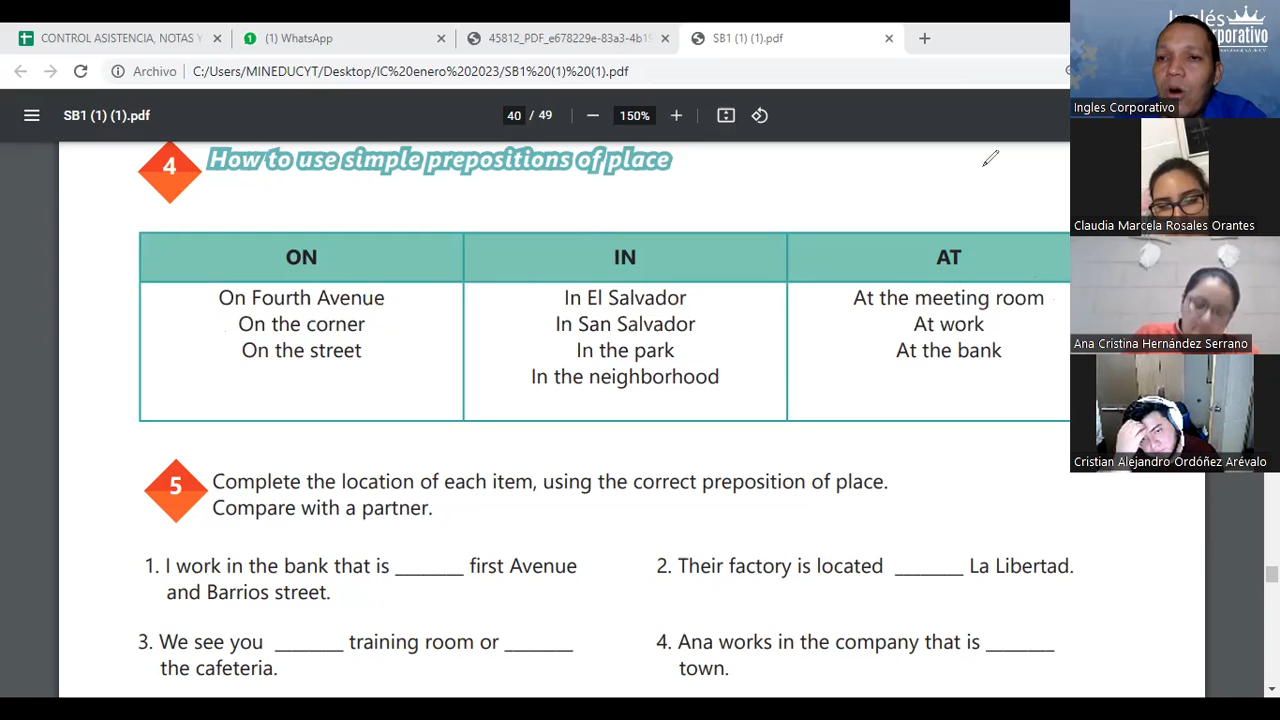 CONTROL ASISTENCIA, NOTAS Y
(1) WhatsApp
45812_PDF_e678229e-83a3-4b19
SB1 (1) (1).pdf
Archivo
C:/Users/MINEDUCYT/Desktop/IC%20enero%202023/SB1%20(1)%20(1).pdf
SB1 (1) (1).pdf
40 / 49
150%
4
How to use simple prepositions of place
ON IN AT
On Fourth Avenue In El Salvador At the meeting room
On the corner In San Salvador At work
On the street In the park At the bank
In the neighborhood
5
Complete the location of each item, using the correct preposition of place.
Compare with a partner.
1. I work in the bank that is _______ first Avenue
and Barrios street.
2. Their factory is located _______ La Libertad.
3. We see you _______ training room or _______
the cafeteria.
4. Ana works in the company that is _______
town.
Inglés
Corporativo
Ingles Corporativo
Claudia Marcela Rosales Orantes
Ana Cristina Hernández Serrano
Cristian Alejandro Ordóñez Arévalo